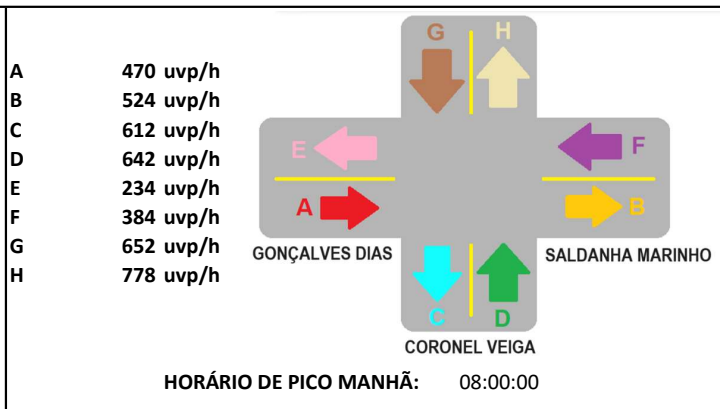 A 470 uvp/h
B 524 uvp/h
C 612 uvp/h
D 642 uvp/h
E 234 uvp/h
F 384 uvp/h
G 652 uvp/h
H 778 uvp/h
G H
E F
A B
GONÇALVES DIAS SALDANHA MARINHO
C D
CORONEL VEIGA
HORÁRIO DE PICO MANHÃ: 08:00:00